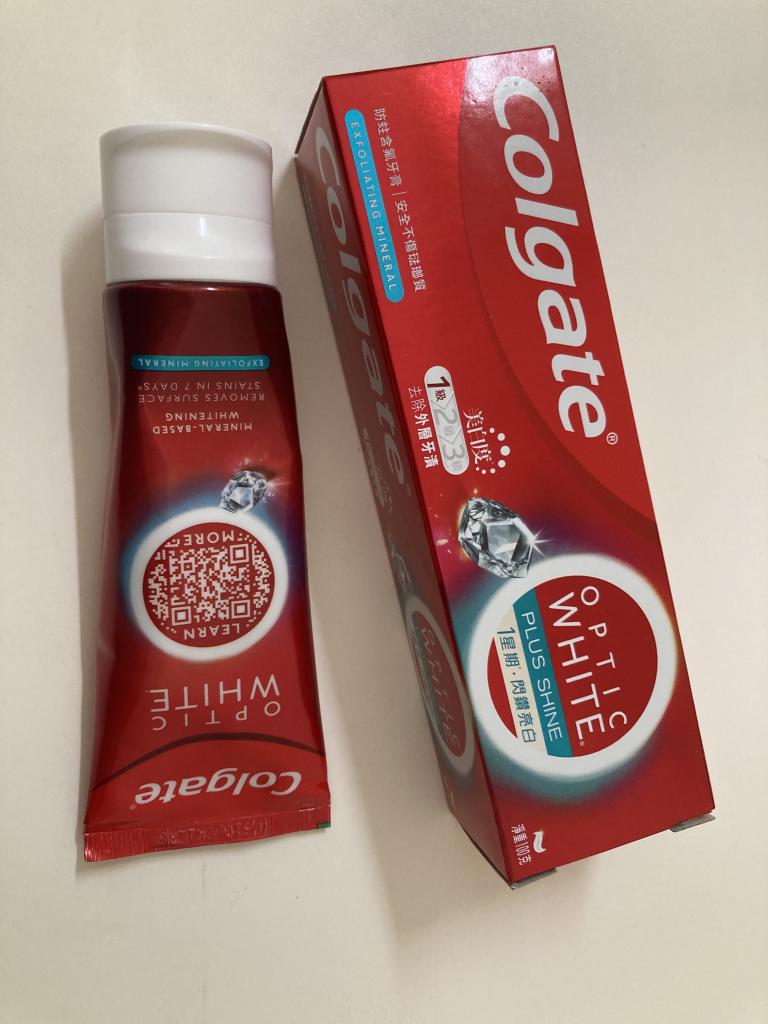 Colgate®
防蛀含氟牙膏 | 安全不傷琺瑯質
EXFOLIATING MINERAL
美白度
1級 2級 3級
去除外層牙漬
OPTIC
WHITE®
PLUS SHINE
1星期·閃鑽亮白
淨重100克
Colgate®
Colgate®
OPTIC
WHITE
LEARN
MORE
MINERAL-BASED
WHITENING
REMOVES SURFACE
STAINS IN 7 DAYS*
EXFOLIATING MINERAL